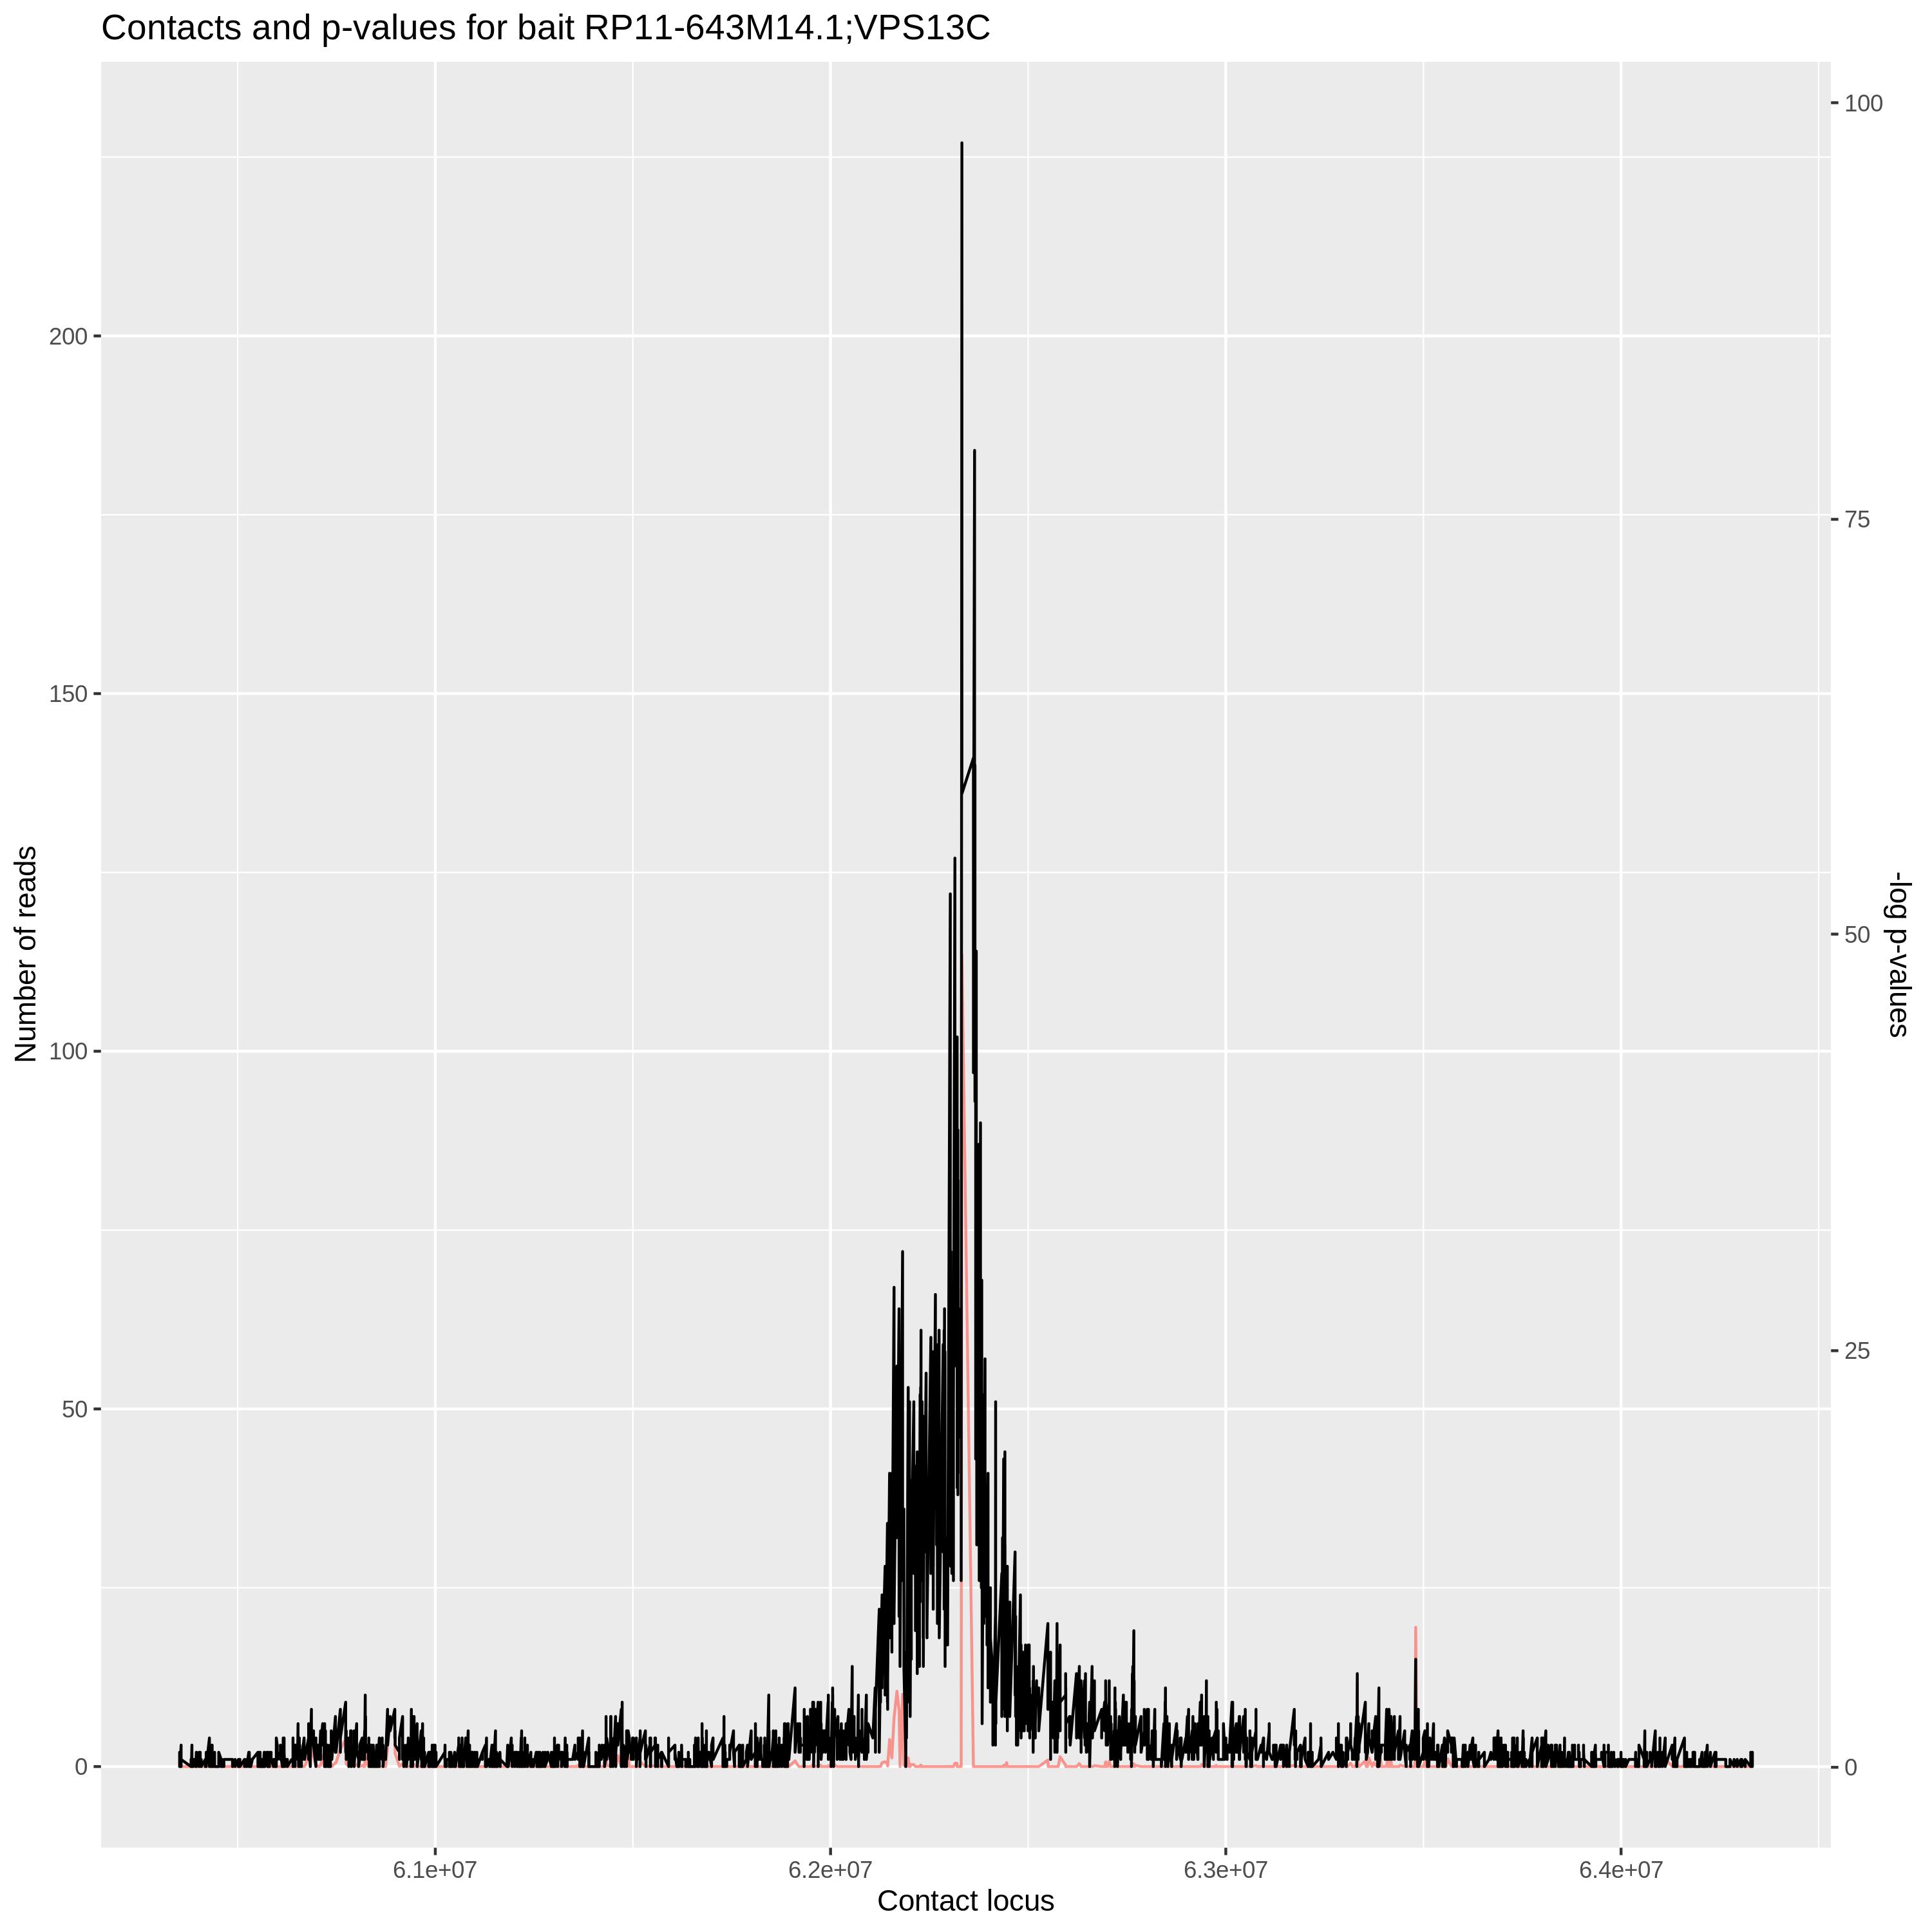 Contacts and p-values for bait RP11-643M14.1;VPS13C
Number of reads
200
150
100
50
0
100
75
50
25
0
-log p-values
6.1e+07
6.2e+07
6.3e+07
6.4e+07
Contact locus